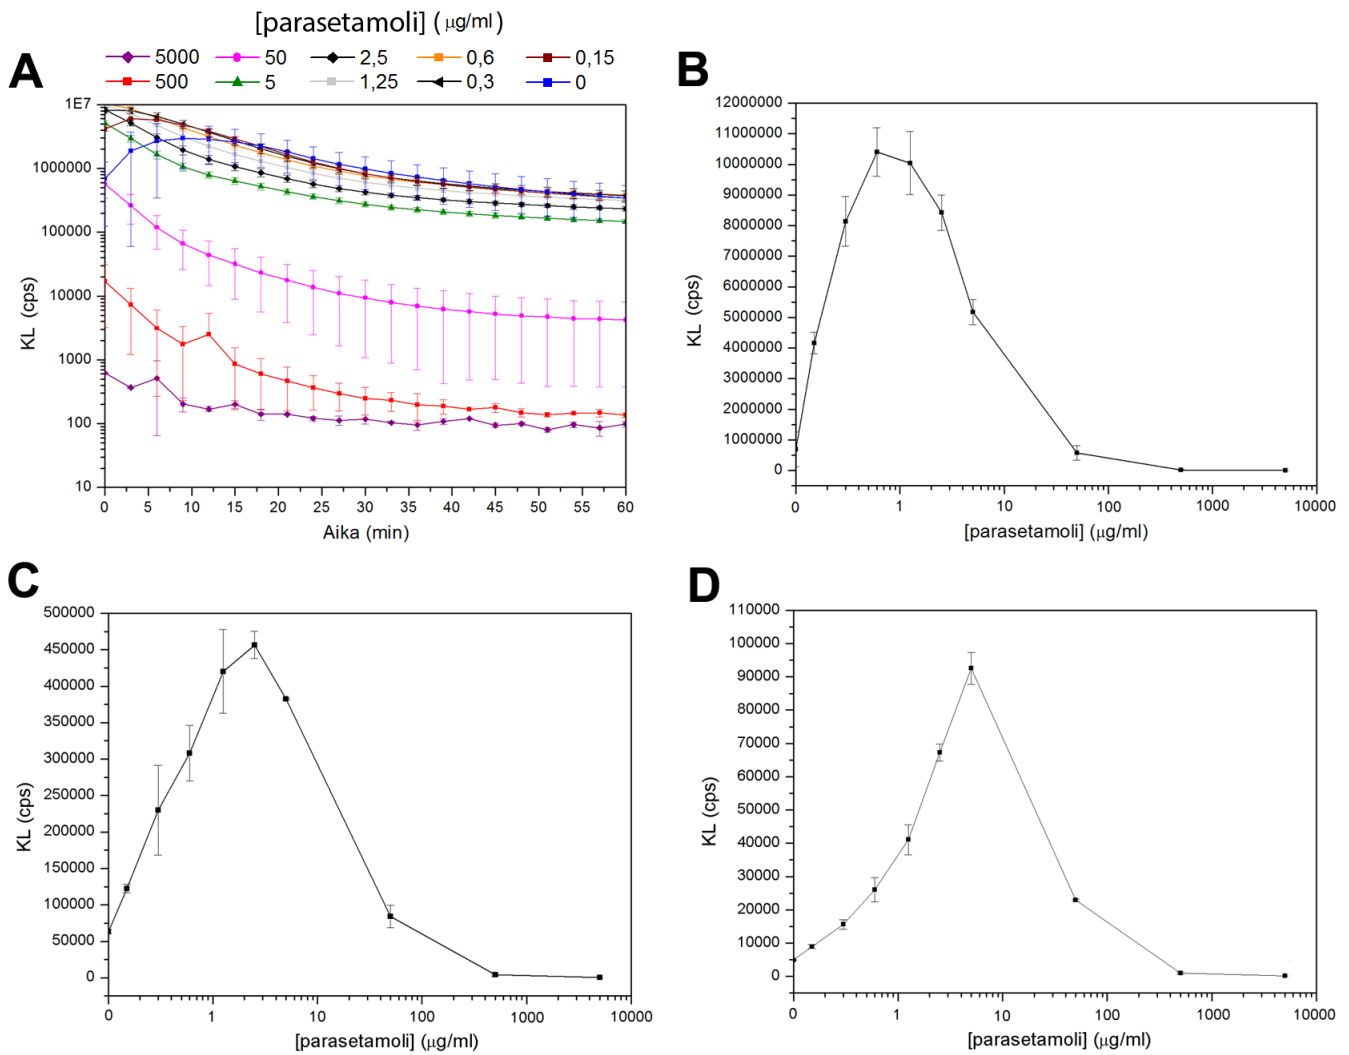 [parasetamoli] (μg/ml)
5000 50 2,5 0,6 0,15
500 5 1,25 0,3 0
A
1E7
1000000
100000
10000
1000
100
10
KL (cps)
0 5 10 15 20 25 30 35 40 45 50 55 60
Aika (min)
B
12000000
11000000
10000000
9000000
8000000
7000000
6000000
5000000
4000000
3000000
2000000
1000000
0
KL (cps)
0 1 10 100 1000 10000
[parasetamoli] (μg/ml)
C
500000
450000
400000
350000
300000
250000
200000
150000
100000
50000
0
KL (cps)
0 1 10 100 1000 10000
[parasetamoli] (μg/ml)
D
110000
100000
90000
80000
70000
60000
50000
40000
30000
20000
10000
0
KL (cps)
0 1 10 100 1000 10000
[parasetamoli] (μg/ml)